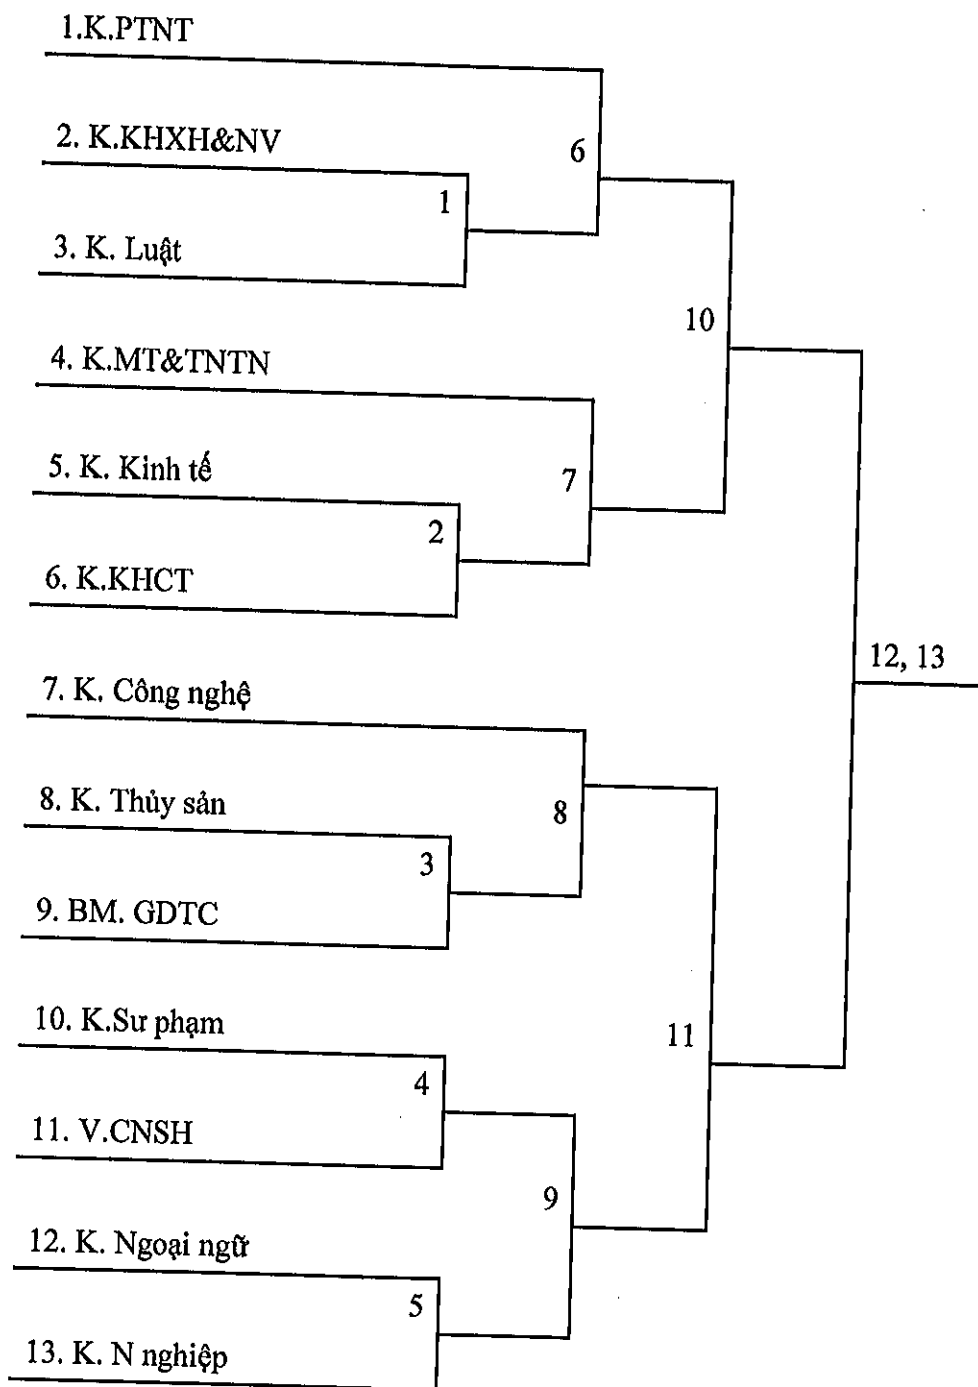 1.K.PTNT
2. K.KHXH&NV
6
1
3. K. Luật
10
4. K.MT&TNTN
5. K. Kinh tế
7
2
6. K.KHCT
12, 13
7. K. Công nghệ
8. K. Thủy sản
8
3
9. BM. GDTC
10. K.Sư phạm
11
4
11. V.CNSH
9
12. K. Ngoại ngữ
5
13. K. N nghiệp